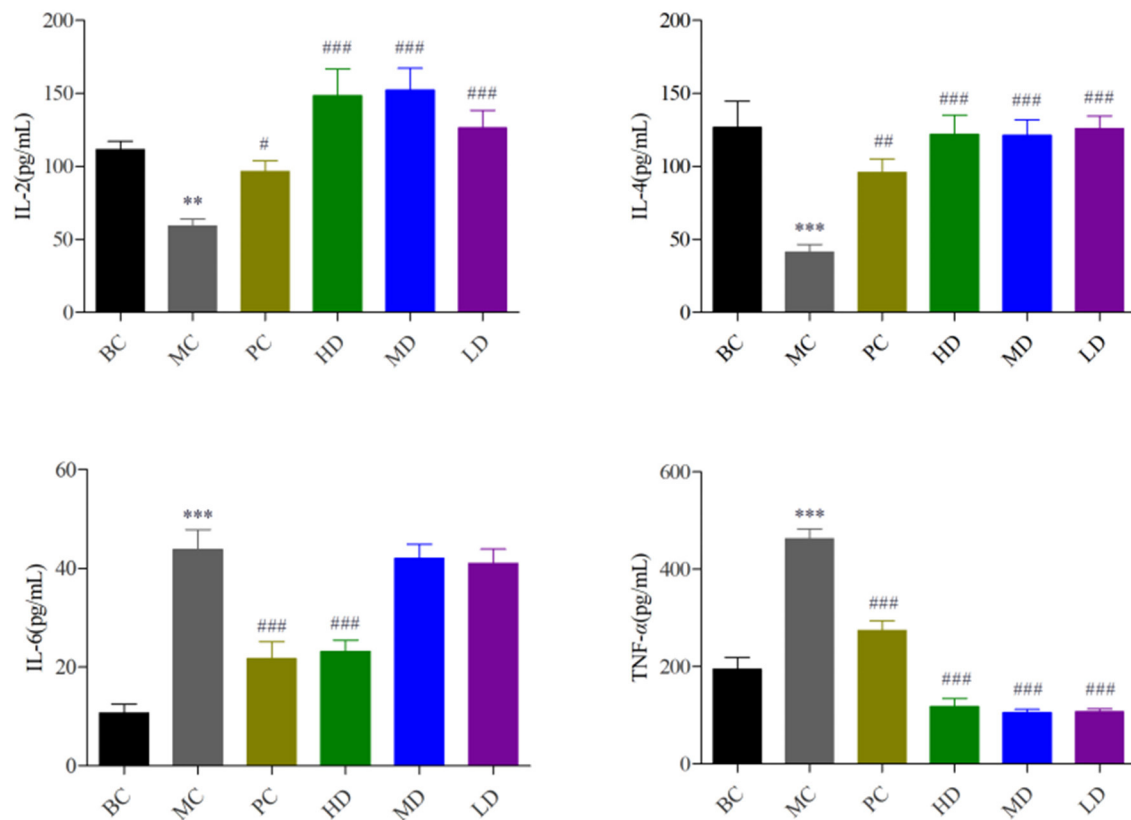 200
150
100
50
0
IL-2(pg/mL)
**
#
###
###
###
BC
MC
PC
HD
MD
LD
200
150
100
50
0
IL-4(pg/mL)
***
##
###
###
###
BC
MC
PC
HD
MD
LD
60
40
20
0
IL-6(pg/mL)
***
###
###
BC
MC
PC
HD
MD
LD
600
400
200
0
TNF-α(pg/mL)
***
###
###
###
###
BC
MC
PC
HD
MD
LD